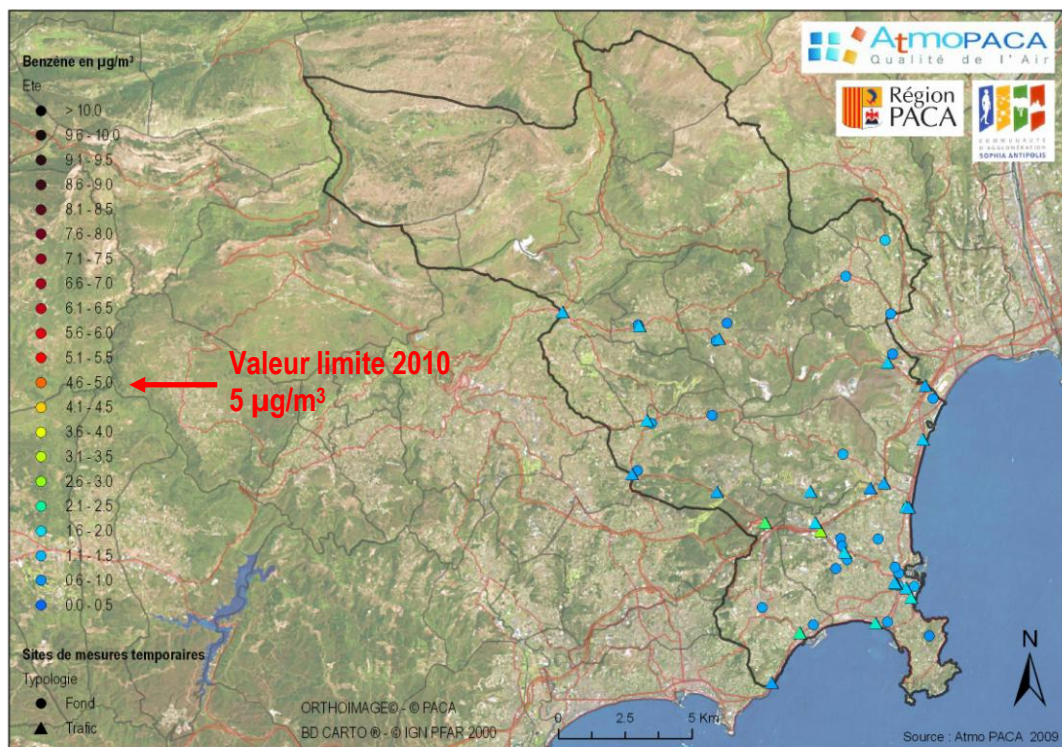 Benzène en µg/m³
Ete
> 10.0
9.6 - 10.0
9.1 - 9.5
8.6 - 9.0
8.1 - 8.5
7.6 - 8.0
7.1 - 7.5
6.6 - 7.0
6.1 - 6.5
5.6 - 6.0
5.1 - 5.5
4.6 - 5.0
4.1 - 4.5
3.6 - 4.0
3.1 - 3.5
2.6 - 3.0
2.1 - 2.5
1.6 - 2.0
1.1 - 1.5
0.6 - 1.0
0.0 - 0.5
Sites de mesures temporaires
Typologie
Fond
Trafic
Valeur limite 2010
5 µg/m³
AtmoPACA
Qualité de l'Air
Région
PACA
COMMUNAUTÉ
D'AGGLOMÉRATION
SOPHIA ANTIPOLIS
ORTHOIMAGE© - © PACA
BD CARTO ® - © IGN PFAR 2000
0 2.5 5 Km
N
Source : Atmo PACA 2009